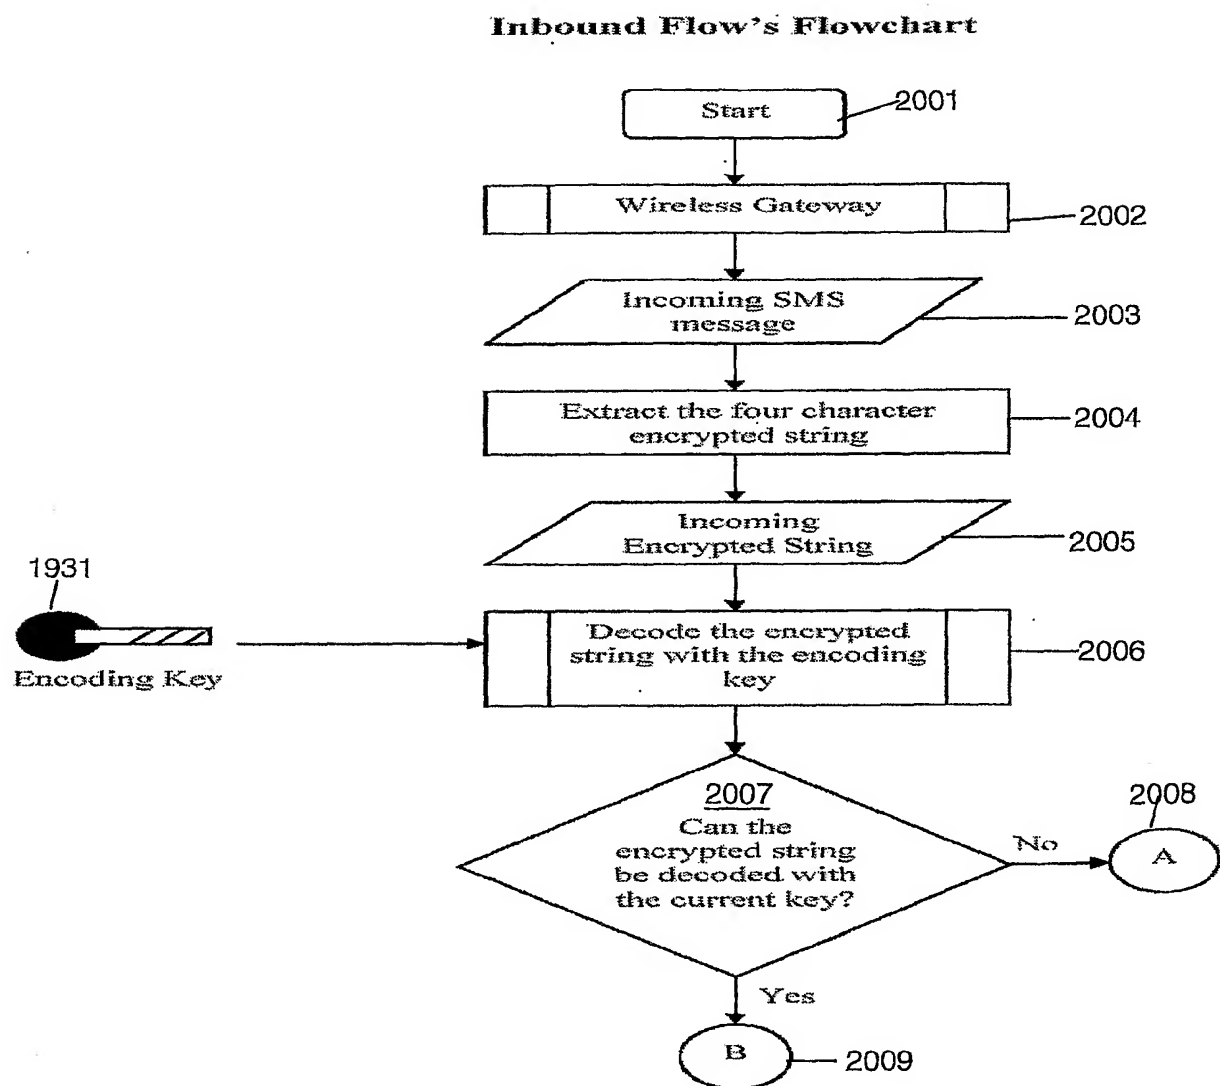 Inbound Flow's Flowchart
Start
2001
Wireless Gateway
2002
Incoming SMS
message
2003
Extract the four character
encrypted string
2004
Incoming
Encrypted String
2005
1931
Encoding Key
Decode the encrypted
string with the encoding
key
2006
2007
Can the
encrypted string
be decoded with
the current key?
No
2008
A
Yes
B
2009